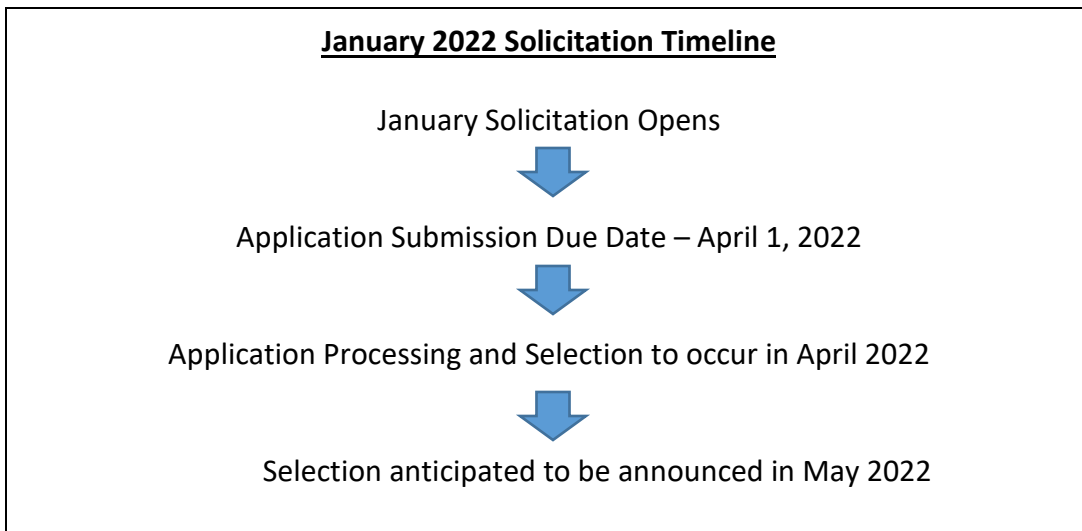 January 2022 Solicitation Timeline
January Solicitation Opens
Application Submission Due Date – April 1, 2022
Application Processing and Selection to occur in April 2022
Selection anticipated to be announced in May 2022